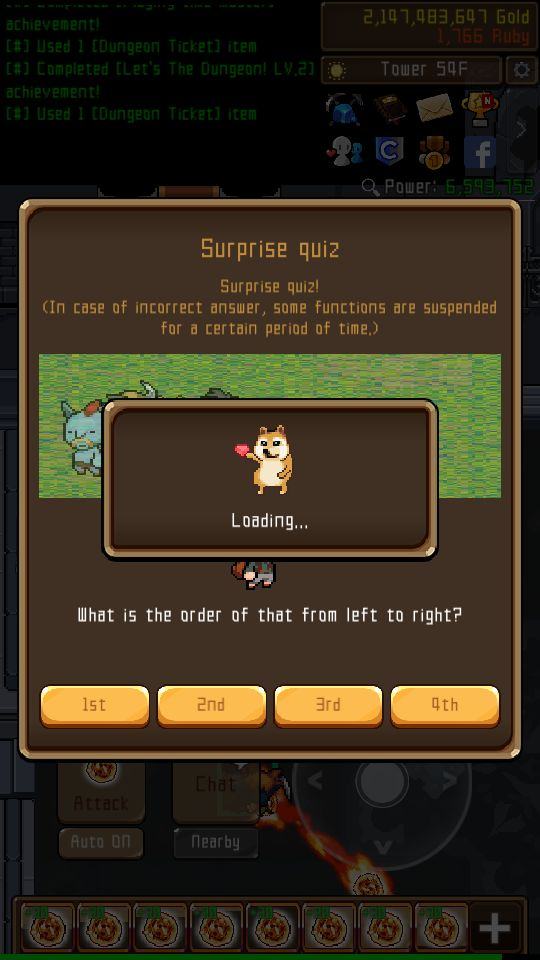 achievement!
[#] Used 1 [Dungeon Ticket] item
[#] Completed [Let's The Dungeon! LV.2]
achievement!
[#] Used 1 [Dungeon Ticket] item
2,147,483,647 Gold
1,766 Ruby
Tower 54F
N
C
1
f
Power: 6,593,752
Surprise quiz
Surprise quiz!
(In case of incorrect answer, some functions are suspended
for a certain period of time.)
Loading...
What is the order of that from left to right?
1st
2nd
3rd
4th
Attack
Chat
Auto ON
Nearby